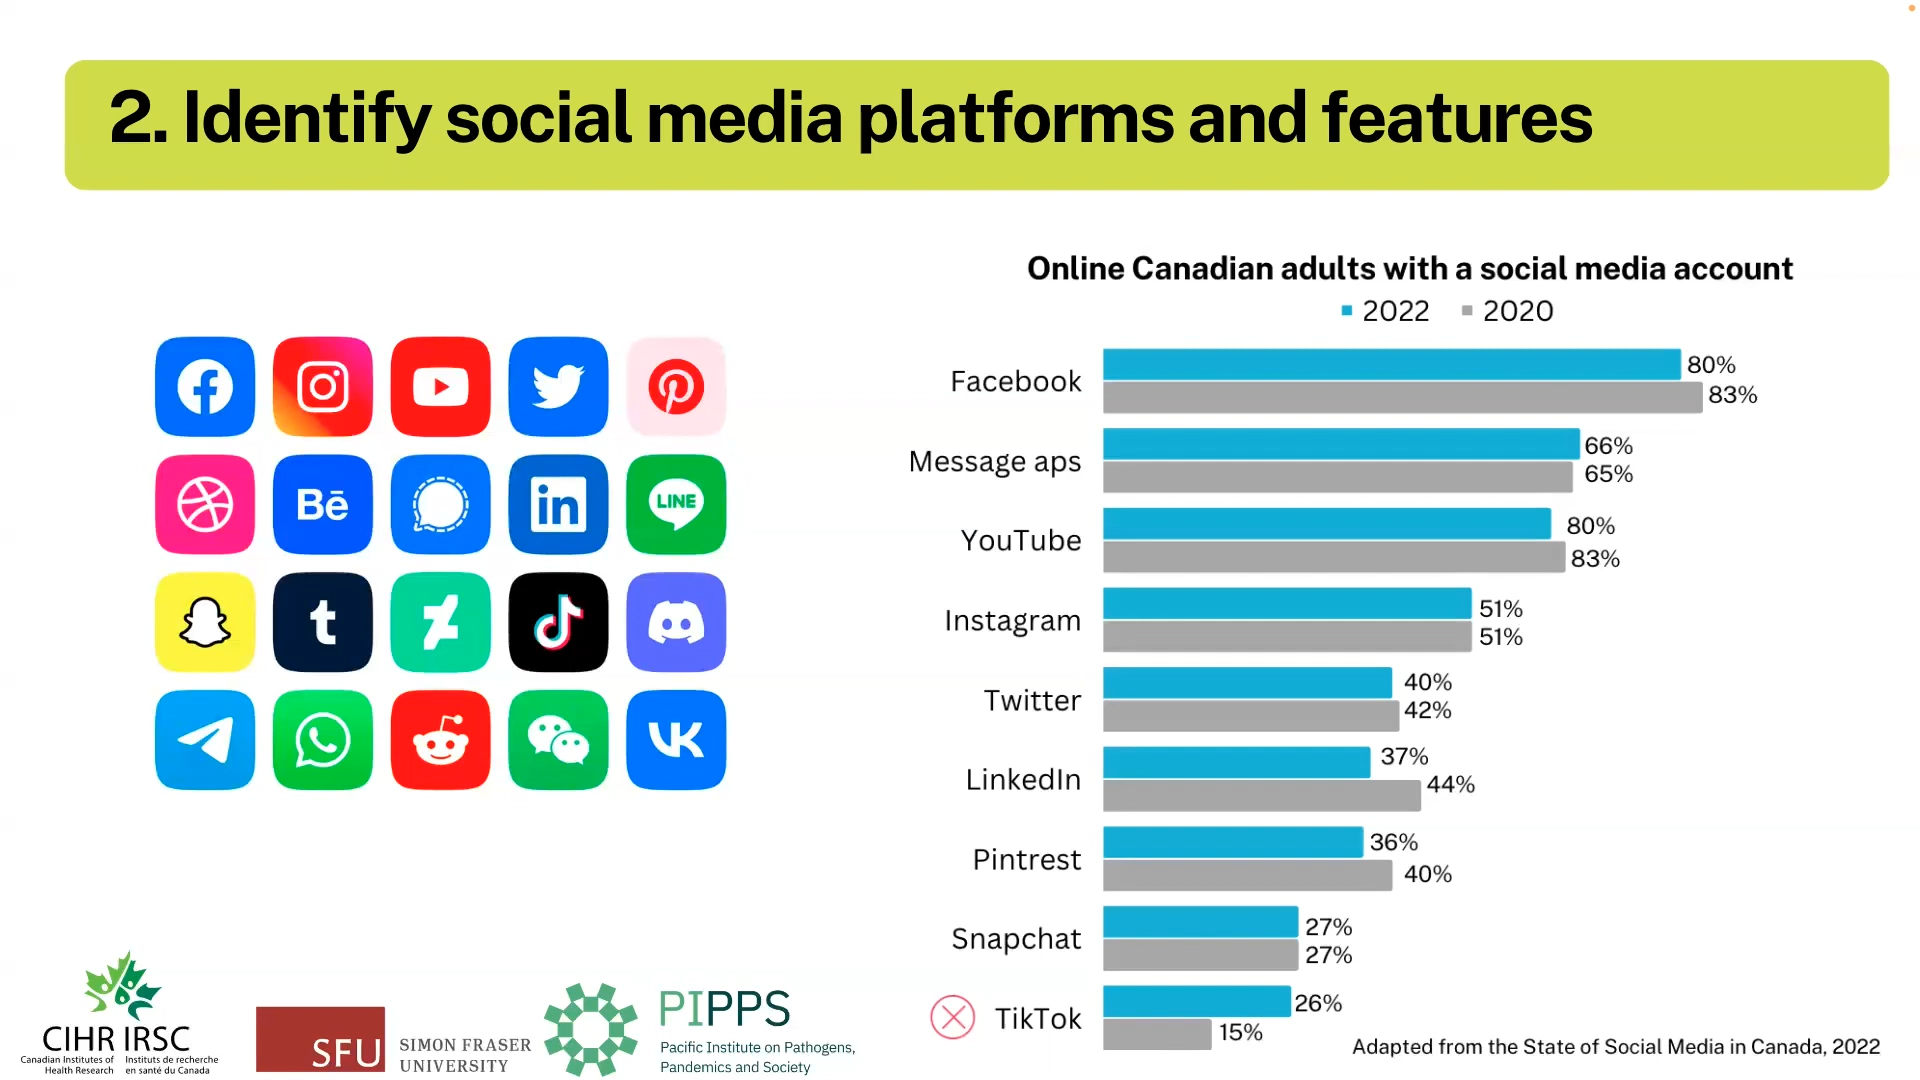 2. Identify social media platforms and features
Online Canadian adults with a social media account
2022 2020
Facebook 80%
83%
Message aps 66%
65%
YouTube 80%
83%
Instagram 51%
51%
Twitter 40%
42%
LinkedIn 37%
44%
Pintrest 36%
40%
Snapchat 27%
27%
TikTok 26%
15%
Adapted from the State of Social Media in Canada, 2022
Bē
in
LINE
t
VK
CIHR IRSC
Canadian Institutes of Health Research
Instituts de recherche en santé du Canada
SFU
SIMON FRASER
UNIVERSITY
PIPPS
Pacific Institute on Pathogens,
Pandemics and Society